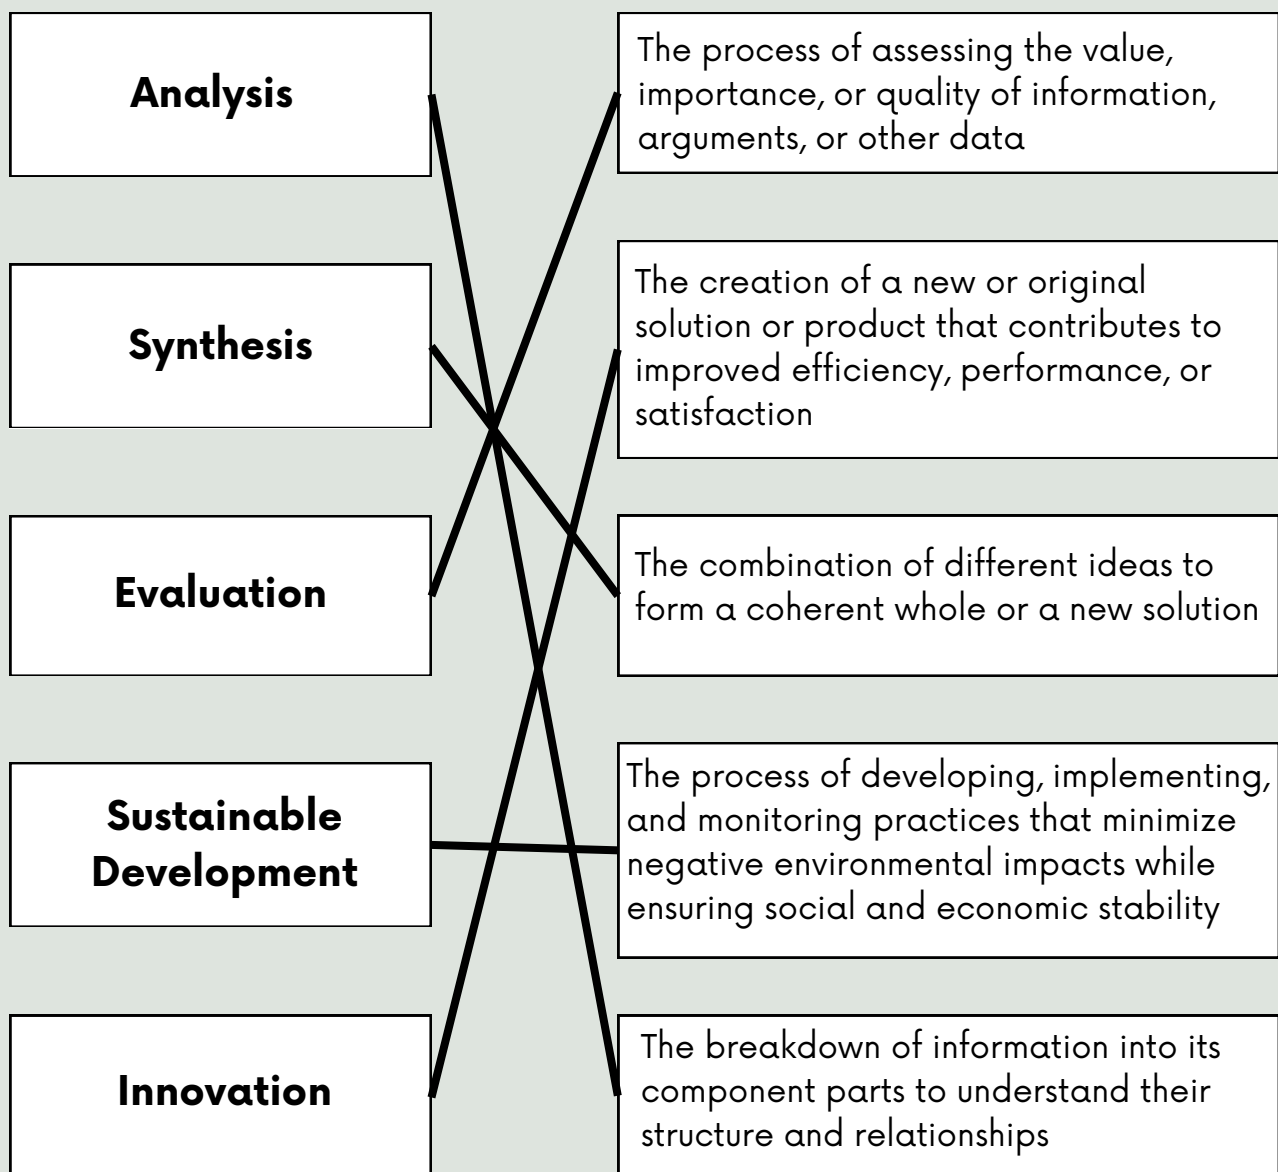 Analysis
The process of assessing the value,
importance, or quality of information,
arguments, or other data
Synthesis
The creation of a new or original
solution or product that contributes to
improved efficiency, performance, or
satisfaction
Evaluation
The combination of different ideas to
form a coherent whole or a new solution
Sustainable
Development
The process of developing, implementing,
and monitoring practices that minimize
negative environmental impacts while
ensuring social and economic stability
Innovation
The breakdown of information into its
component parts to understand their
structure and relationships